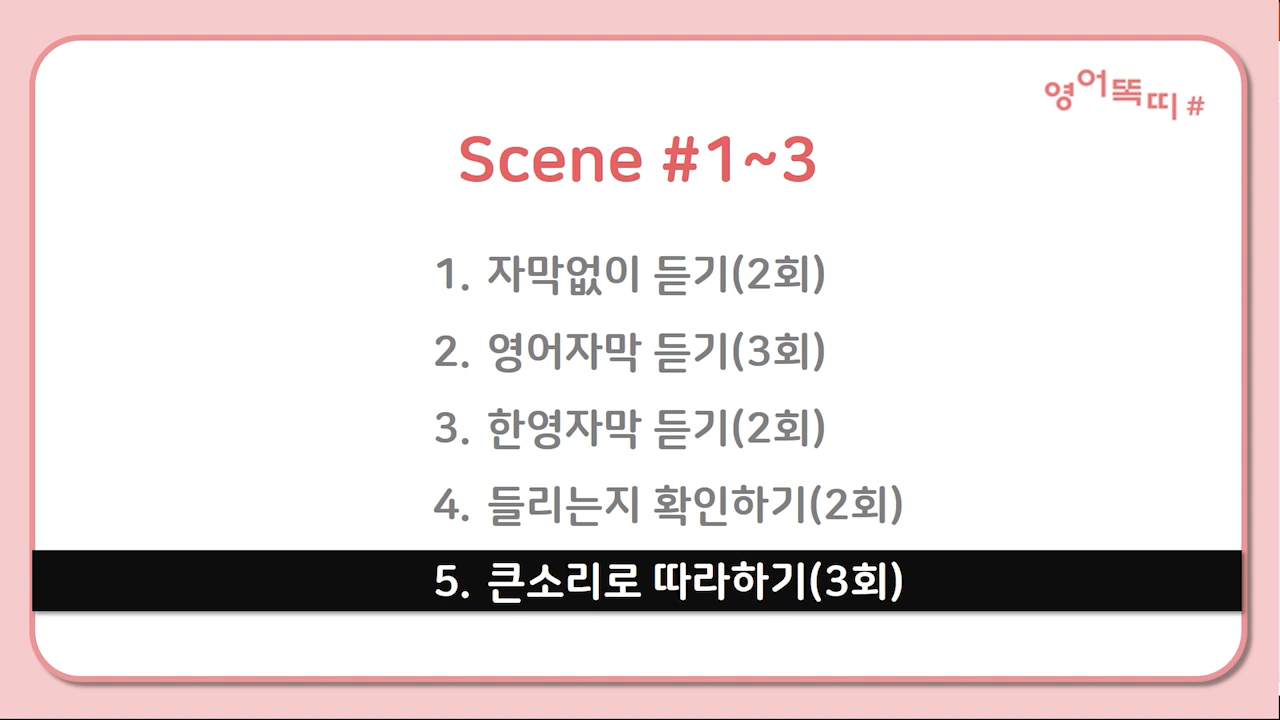 영어똑띠 #
Scene #1~3
1. 자막없이 듣기(2회)
2. 영어자막 듣기(3회)
3. 한영자막 듣기(2회)
4. 들리는지 확인하기(2회)
5. 큰소리로 따라하기(3회)